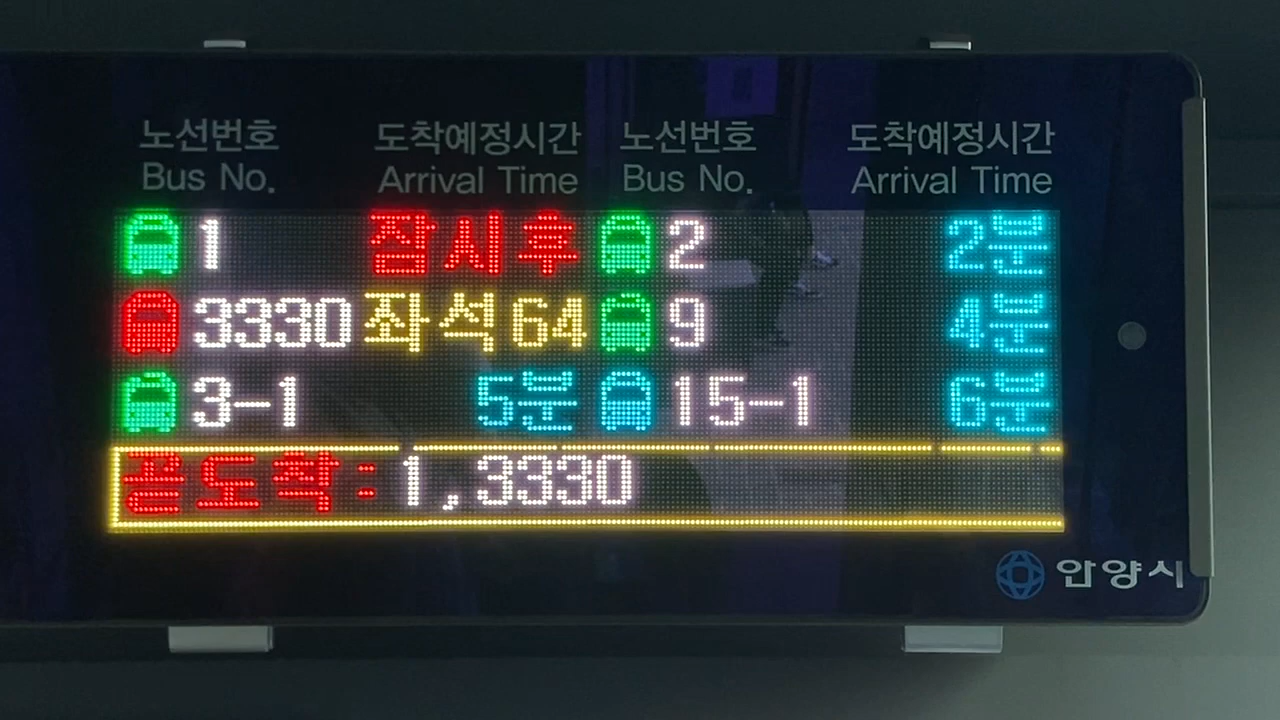 노선번호 도착예정시간 노선번호 도착예정시간
Bus No. Arrival Time Bus No. Arrival Time
1 잠시후 2 2분
3330 좌석64 9 4분
3-1 5분 15-1 6분
곧도착:1,3330
안양시